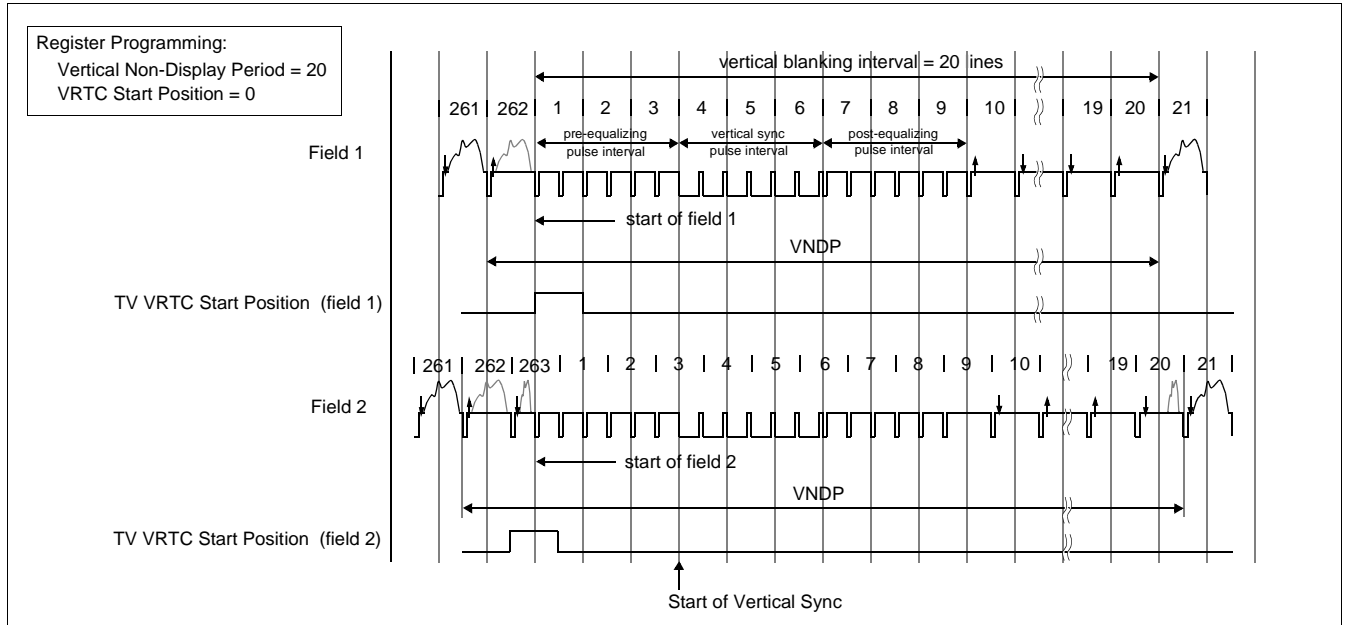 Register Programming:
Vertical Non-Display Period = 20
VRTC Start Position = 0
vertical blanking interval = 20 ines
| 261 | 262 | 1 | 2 | 3 | 4 | 5 | 6 | 7 | 8 | 9 | 10 | | 19 | 20 | 21 |
pre-equalizing pulse interval
vertical sync pulse interval
post-equalizing pulse interval
Field 1
start of field 1
VNDP
TV VRTC Start Position (field 1)
| 261 | 262 | 263 | 1 | 2 | 3 | 4 | 5 | 6 | 7 | 8 | 9 | 10 | | 19 | 20 | 21 |
Field 2
start of field 2
VNDP
TV VRTC Start Position (field 2)
Start of Vertical Sync